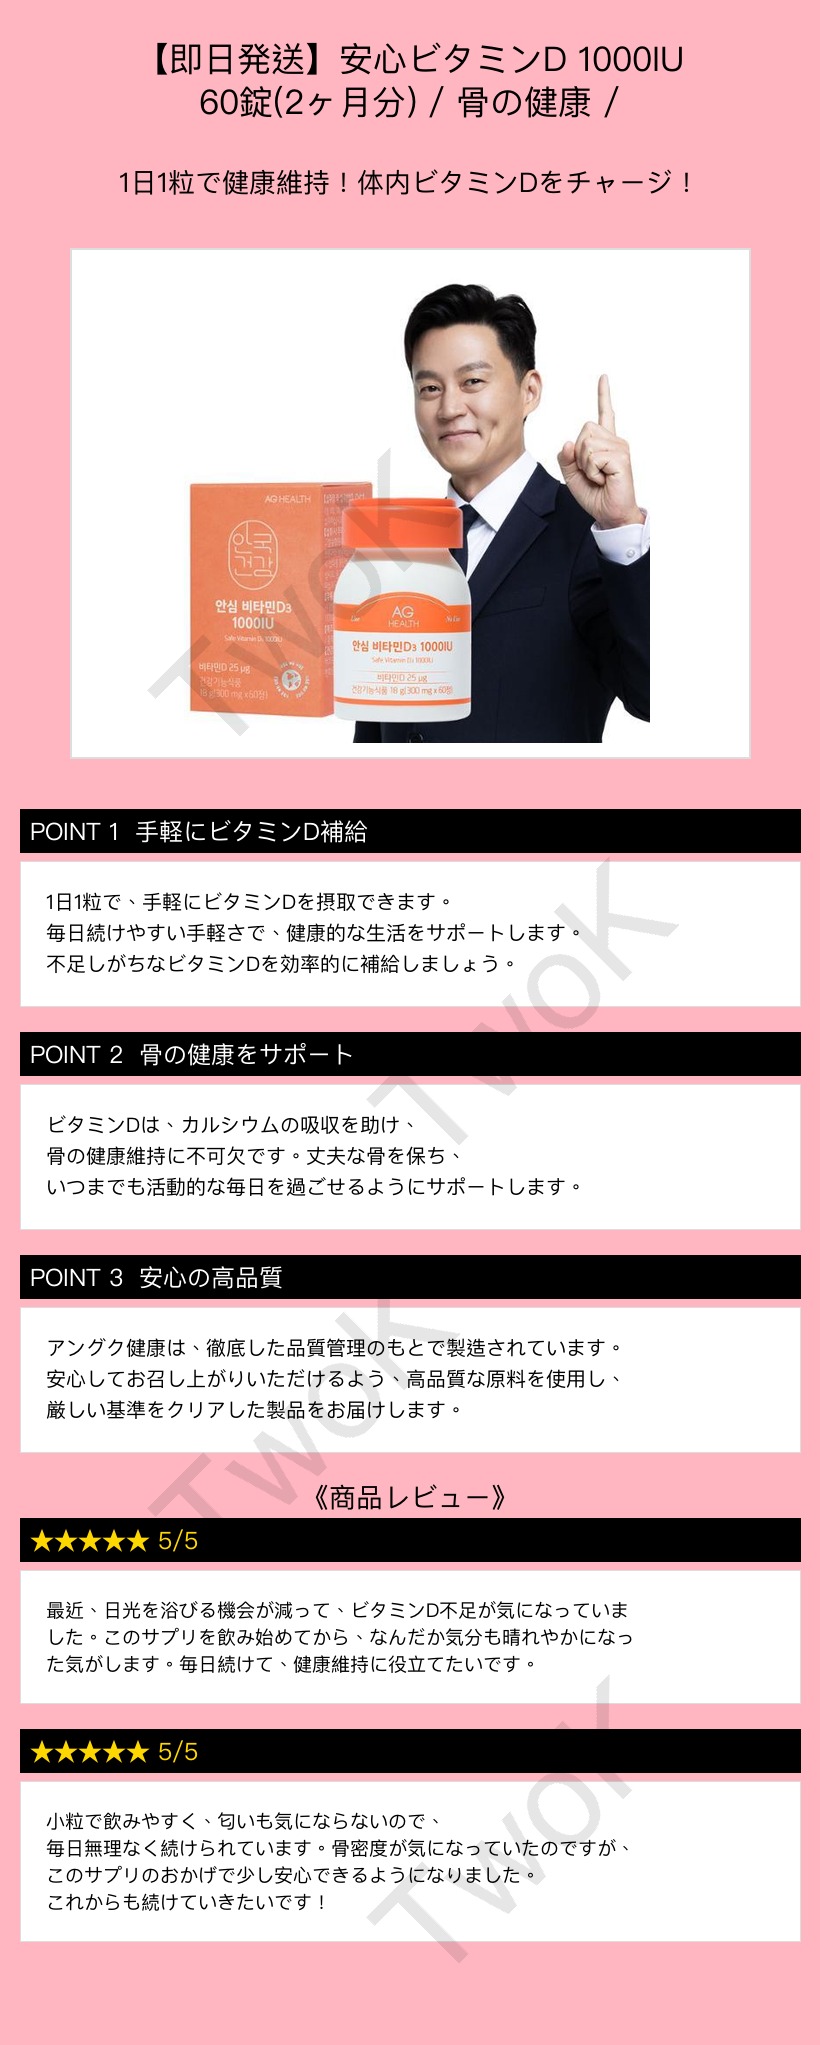 【即日発送】安心ビタミンD 1000IU
60錠(2ヶ月分) / 骨の健康 /
1日1粒で健康維持！体内ビタミンDをチャージ！
AG HEALTH
안국
건강
안심 비타민D3
1000IU
Safe Vitamin D3 1000IU
비타민D 25 μg
건강기능식품
18 g(300 mg x 60정)
AG
HEALTH
안심 비타민D3 1000IU
Safe Vitamin D3 1000IU
비타민D 25 μg
건강기능식품 18 g(300 mg x 60정)
TwoK
POINT 1 手軽にビタミンD補給
1日1粒で、手軽にビタミンDを摂取できます。
毎日続けやすい手軽さで、健康的な生活をサポートします。
不足しがちなビタミンDを効率的に補給しましょう。
TwoK
POINT 2 骨の健康をサポート
ビタミンDは、カルシウムの吸収を助け、
骨の健康維持に不可欠です。丈夫な骨を保ち、
いつまでも活動的な毎日を過ごせるようにサポートします。
POINT 3 安心の高品質
アングク健康は、徹底した品質管理のもとで製造されています。
安心してお召し上がりいただけるよう、高品質な原料を使用し、
厳しい基準をクリアした製品をお届けします。
TwoK
《商品レビュー》
★★★★★ 5/5
最近、日光を浴びる機会が減って、ビタミンD不足が気になっていま
した。このサプリを飲み始めてから、なんだか気分も晴れやかになっ
た気がします。毎日続けて、健康維持に役立てたいです。
★★★★★ 5/5
小粒で飲みやすく、匂いも気にならないので、
毎日無理なく続けられています。骨密度が気になっていたのですが、
このサプリのおかげで少し安心できるようになりました。
これからも続けていきたいです！
TwoK